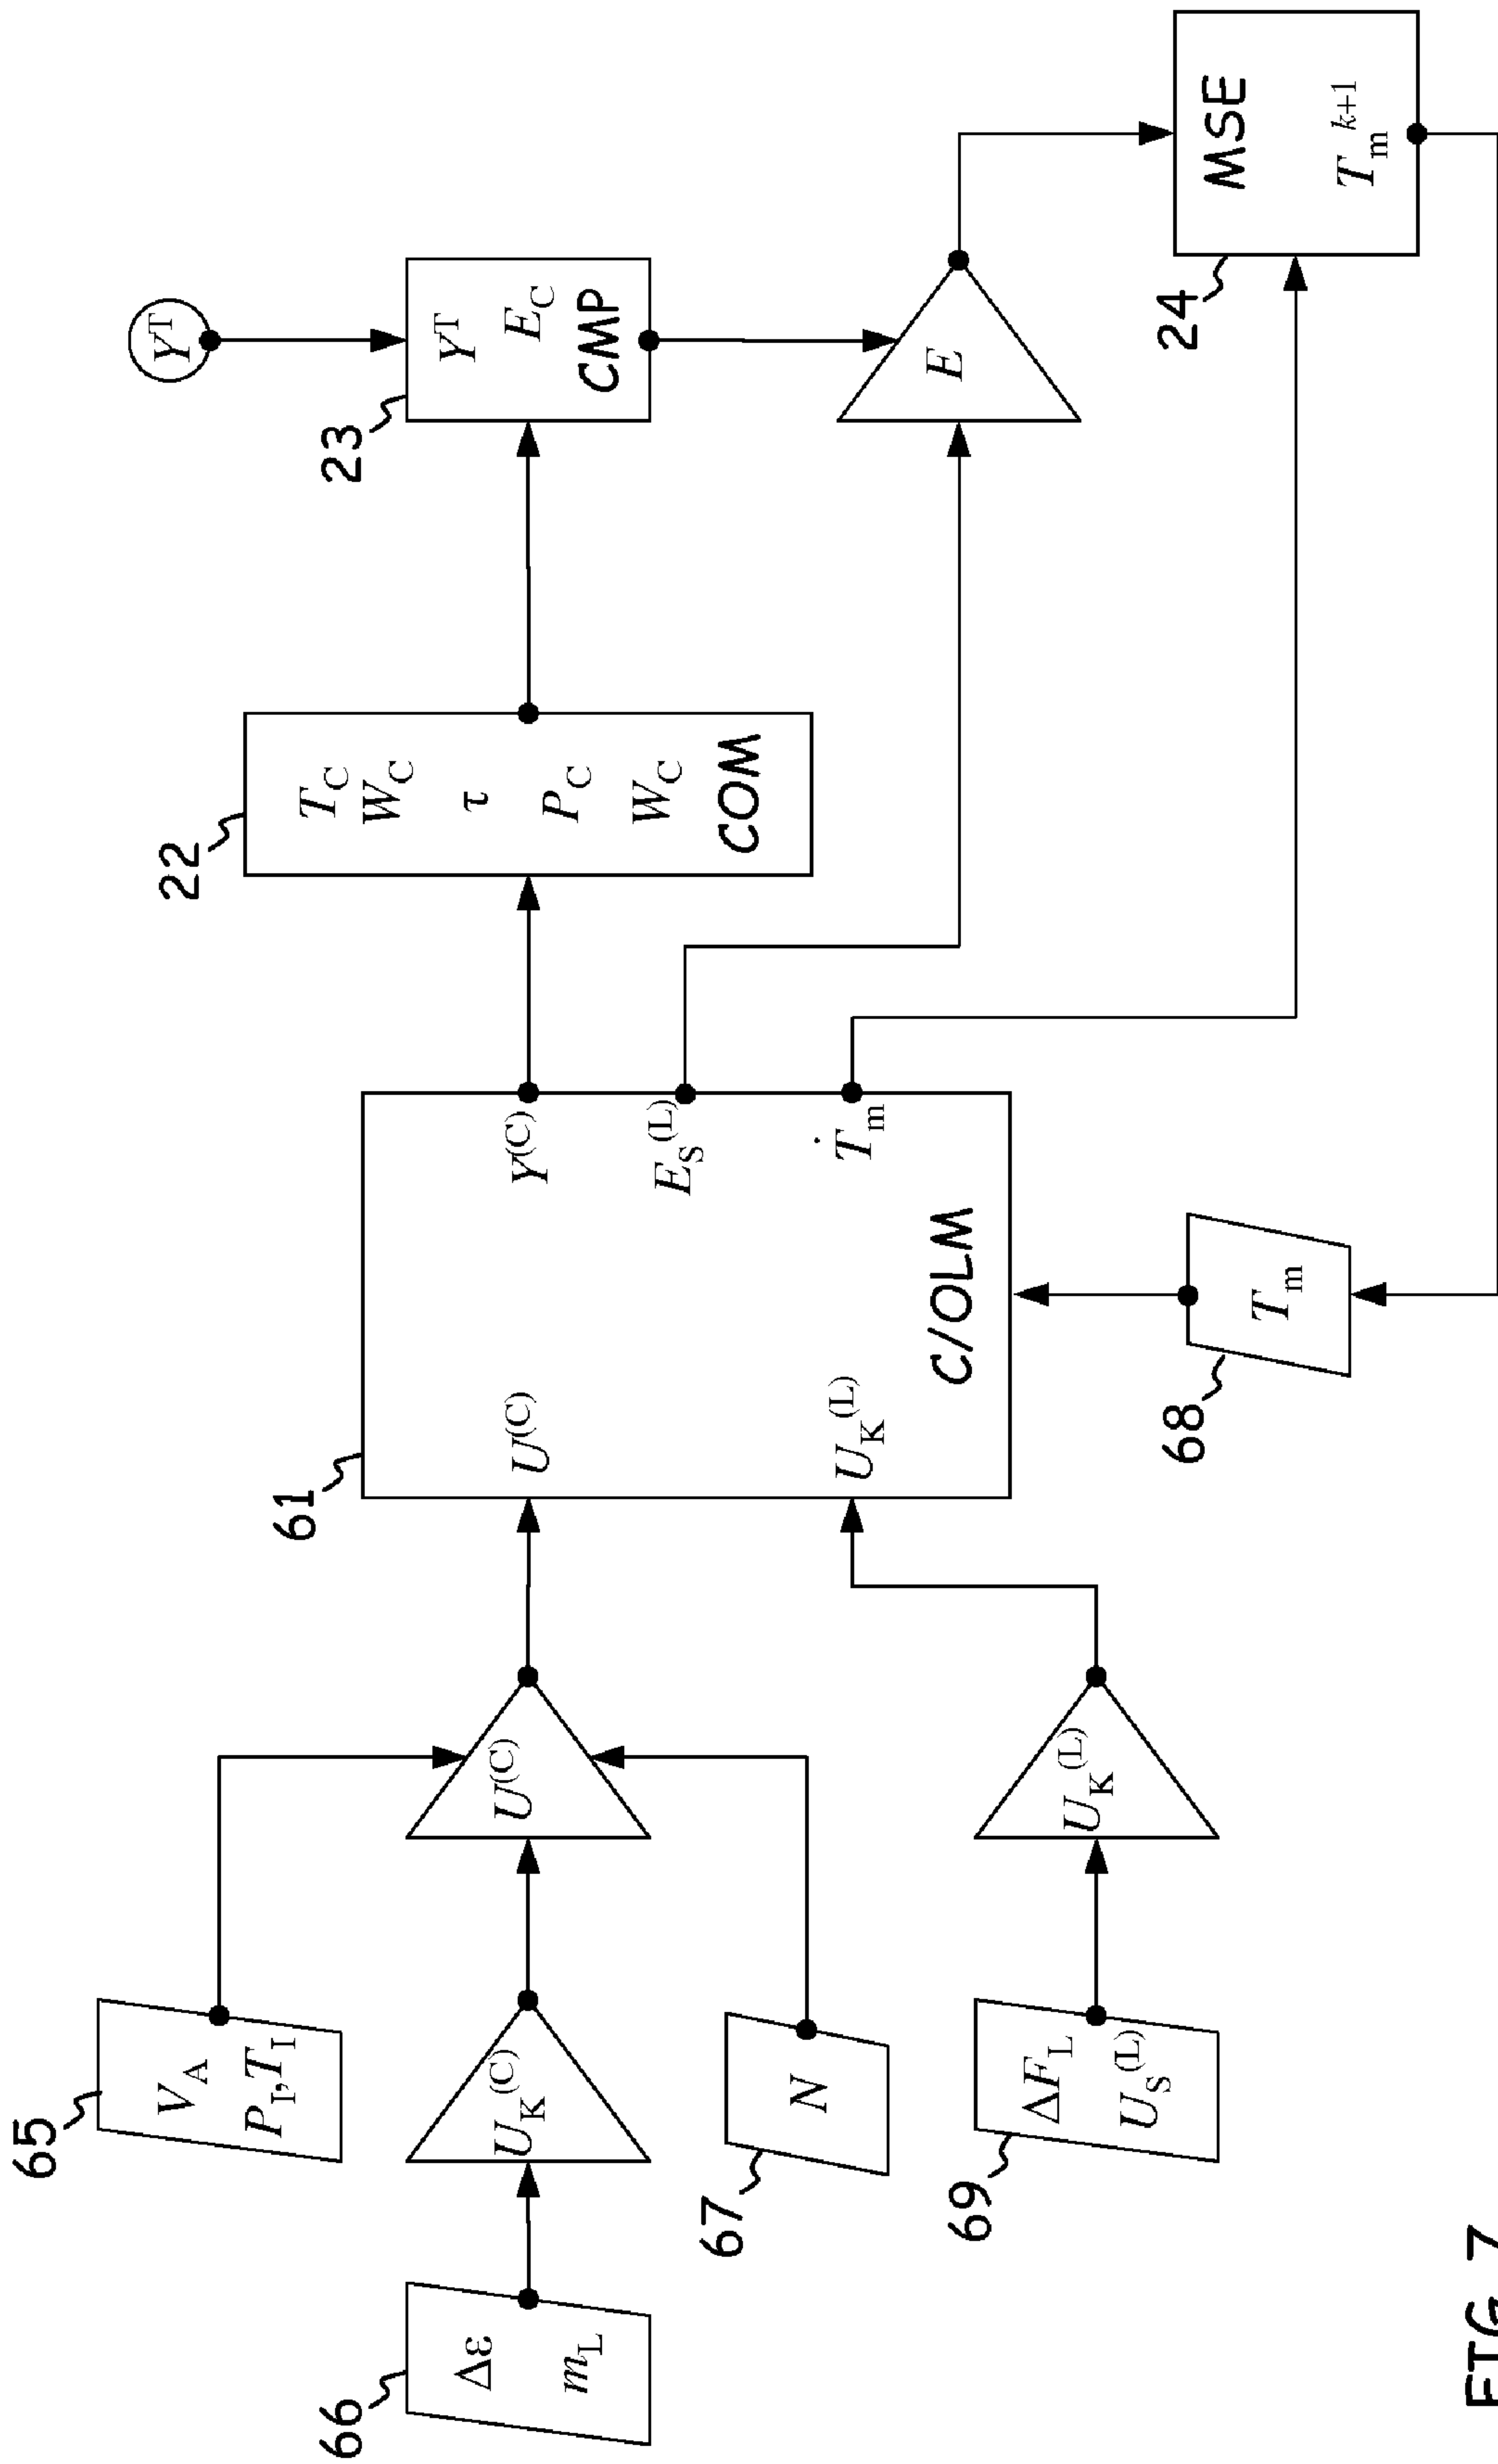 65
V_A
P_I,T_I
66
Δε
m_L
U_K^(C)
67
N
69
ΔF_L
U_S^(L)
U^(C)
U_K^(L)
61
U^(C)
U_K^(L)
Y^(C)
E_S^(L)
Ṫ_m
C/OLM
68
T_m
22
T_C
W_C
τ
P_C
W_C
COM
Y^T
23
Y^T
E_C
CMP
E
24
MSE
T_m^k+1
FIG. 7